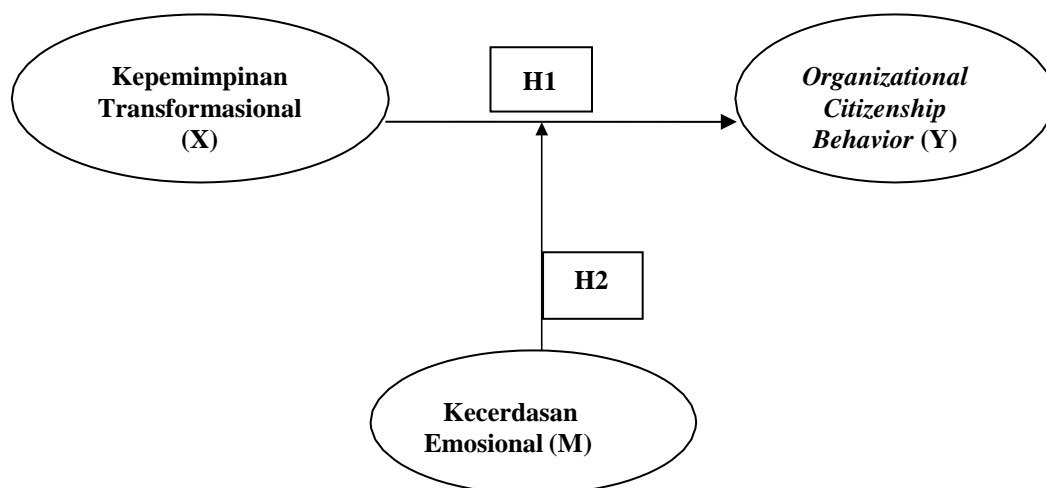 Kepemimpinan
Transformasional
(X)
H1
Organizational
Citizenship
Behavior (Y)
H2
Kecerdasan
Emosional (M)